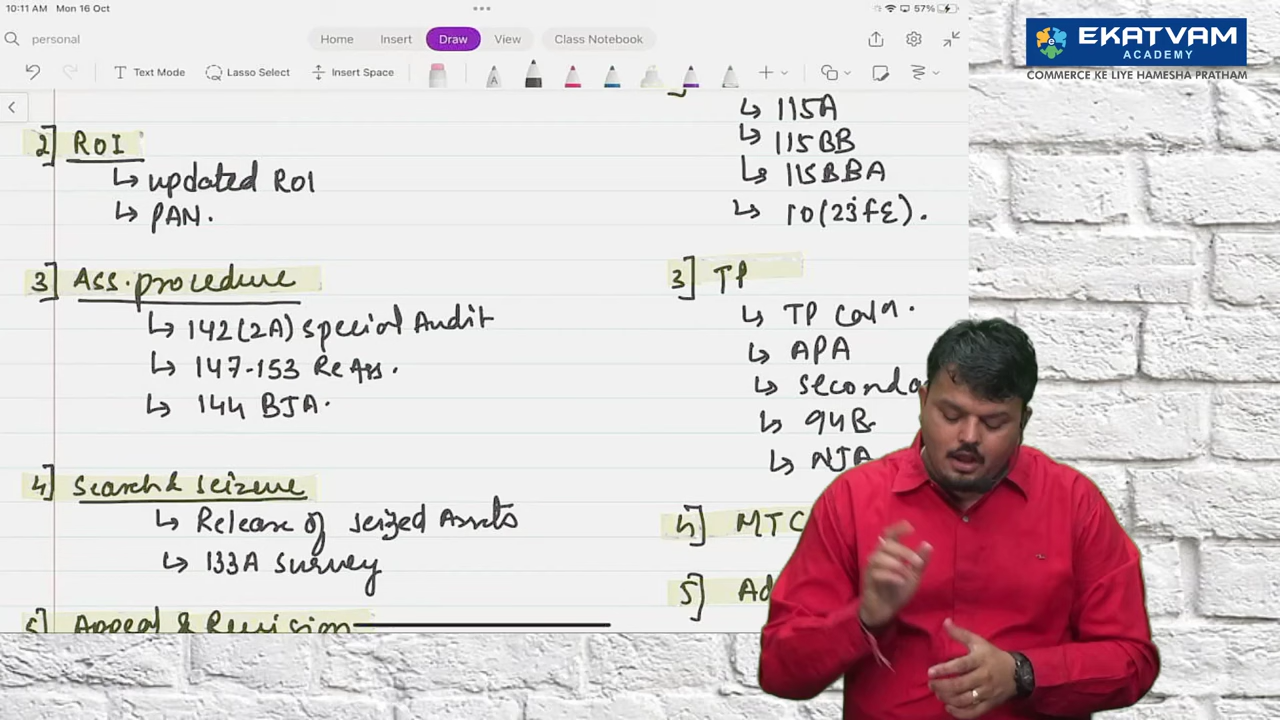 10:11 AM Mon 16 Oct
57%
personal
Home Insert Draw View Class Notebook
Text Mode Lasso Select Insert Space
EKATVAM
ACADEMY
COMMERCE KE LIYE HAMESHA PRATHAM
2] ROI
↳ updated ROI
↳ PAN.
3] Ass. procedure
↳ 142(2A) Special Audit
↳ 147-153 ReAss.
↳ 144 BJA.
4] Search & Seizure
↳ Release of seized Assets
↳ 133A Survey
5] Appeal & Revision
↳ 115A
↳ 115BB
↳ 115BBA
↳ 10(23FE).
3] TP
↳ TP
↳ APA
↳ 94B
↳ NJA
4] MTC
5]